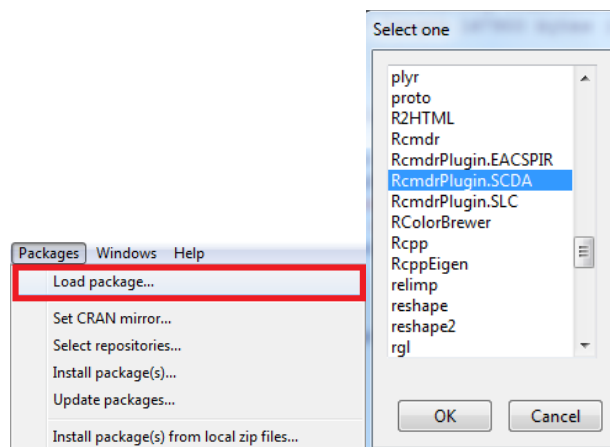 Packages Windows Help
Load package...
Set CRAN mirror...
Select repositories...
Install package(s)...
Update packages...
Install package(s) from local zip files...
Select one
plyr
proto
R2HTML
Rcmdr
RcmdrPlugin.EACSPIR
RcmdrPlugin.SCDA
RcmdrPlugin.SLC
RColorBrewer
Rcpp
RcppEigen
relimp
reshape
reshape2
rgl
OK Cancel